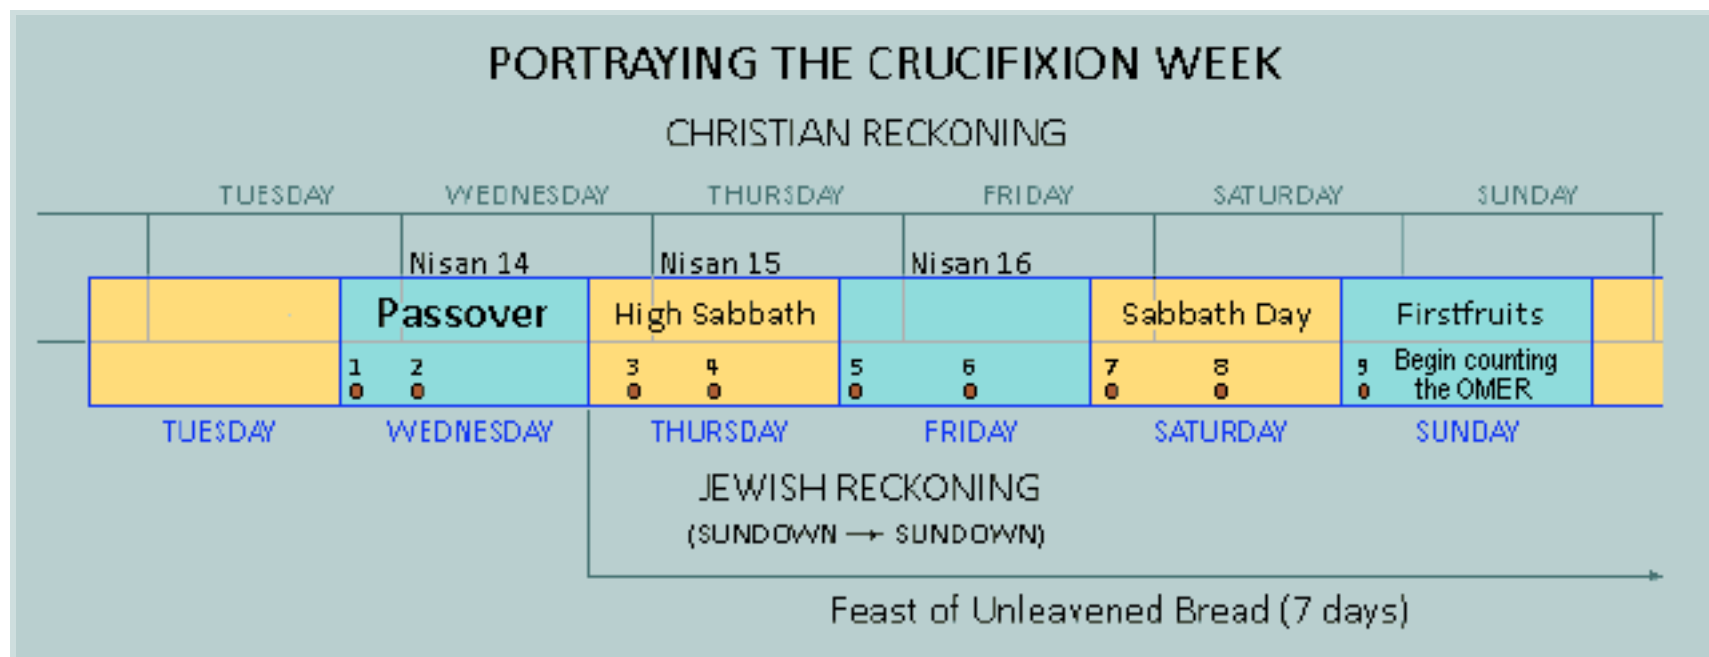 PORTRAYING THE CRUCIFIXION WEEK
CHRISTIAN RECKONING
TUESDAY WEDNESDAY THURSDAY FRIDAY SATURDAY SUNDAY
Nisan 14 Nisan 15 Nisan 16
Passover High Sabbath Sabbath Day Firstfruits
1 2 3 4 5 6 7 8 9 Begin counting
the OMER
TUESDAY WEDNESDAY THURSDAY FRIDAY SATURDAY SUNDAY
JEWISH RECKONING
(SUNDOWN → SUNDOWN)
Feast of Unleavened Bread (7 days)